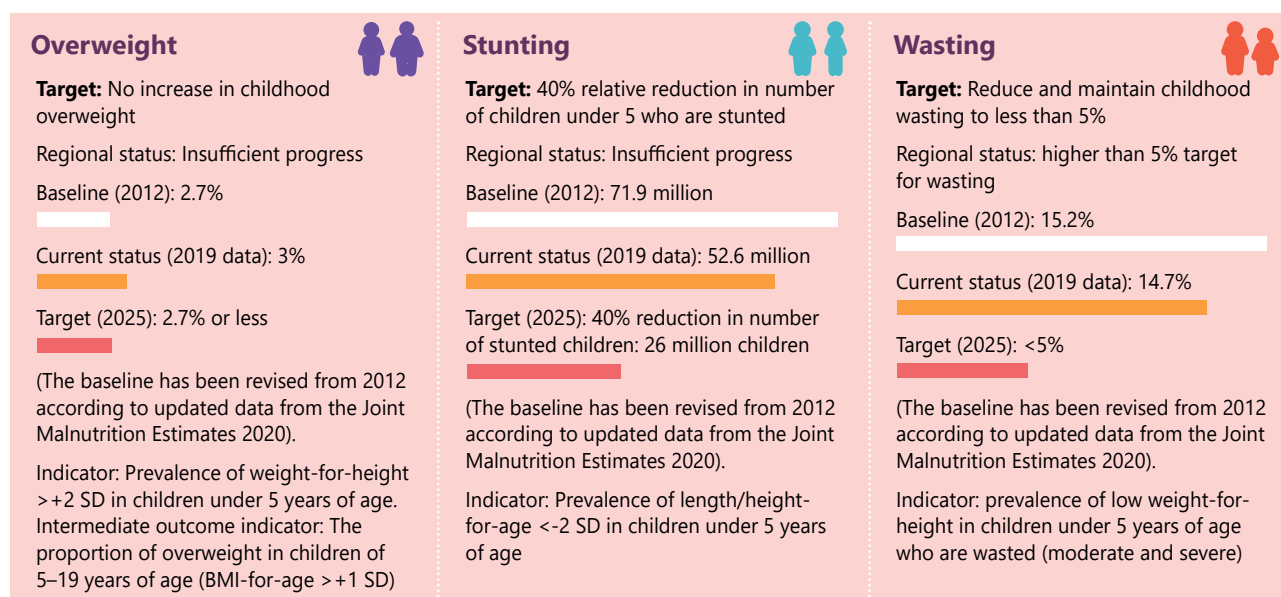 Overweight
Target: No increase in childhood
overweight
Regional status: Insufficient progress
Baseline (2012): 2.7%
Current status (2019 data): 3%
Target (2025): 2.7% or less
(The baseline has been revised from 2012
according to updated data from the Joint
Malnutrition Estimates 2020).
Indicator: Prevalence of weight-for-height
>+2 SD in children under 5 years of age.
Intermediate outcome indicator: The
proportion of overweight in children of
5–19 years of age (BMI-for-age >+1 SD)
Stunting
Target: 40% relative reduction in number
of children under 5 who are stunted
Regional status: Insufficient progress
Baseline (2012): 71.9 million
Current status (2019 data): 52.6 million
Target (2025): 40% reduction in number
of stunted children: 26 million children
(The baseline has been revised from 2012
according to updated data from the Joint
Malnutrition Estimates 2020).
Indicator: Prevalence of length/height-
for-age <-2 SD in children under 5 years
of age
Wasting
Target: Reduce and maintain childhood
wasting to less than 5%
Regional status: higher than 5% target
for wasting
Baseline (2012): 15.2%
Current status (2019 data): 14.7%
Target (2025): <5%
(The baseline has been revised from 2012
according to updated data from the Joint
Malnutrition Estimates 2020).
Indicator: prevalence of low weight-for-
height in children under 5 years of age
who are wasted (moderate and severe)